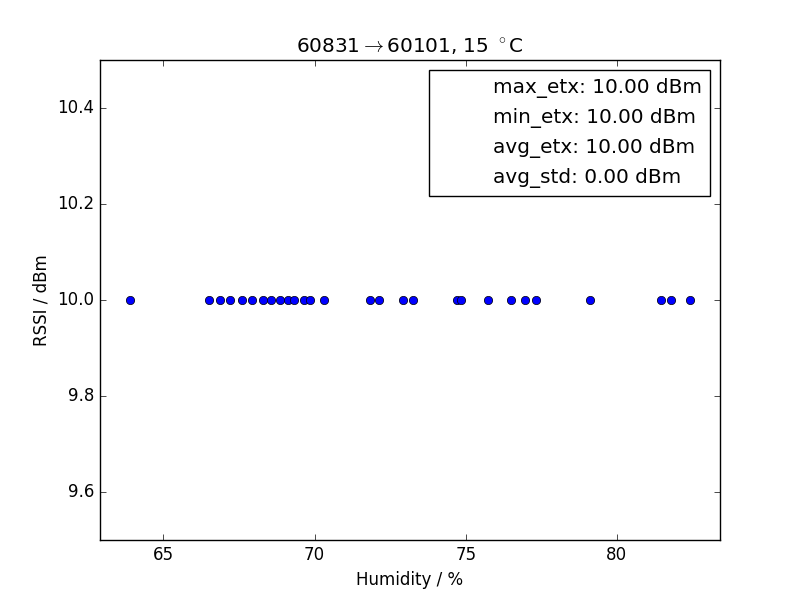 60831→60101, 15 °C
max_etx: 10.00 dBm
min_etx: 10.00 dBm
avg_etx: 10.00 dBm
avg_std: 0.00 dBm
RSSI / dBm
10.4
10.2
10.0
9.8
9.6
65 70 75 80
Humidity / %